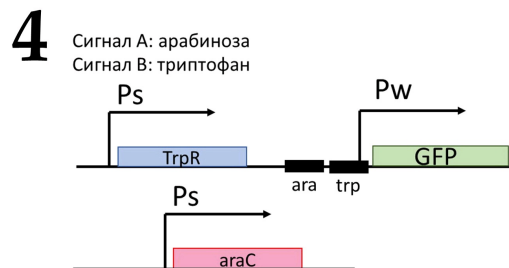 4
Сигнал А: арабиноза
Сигнал В: триптофан
Ps
Pw
TrpR
GFP
ara
trp
Ps
araC